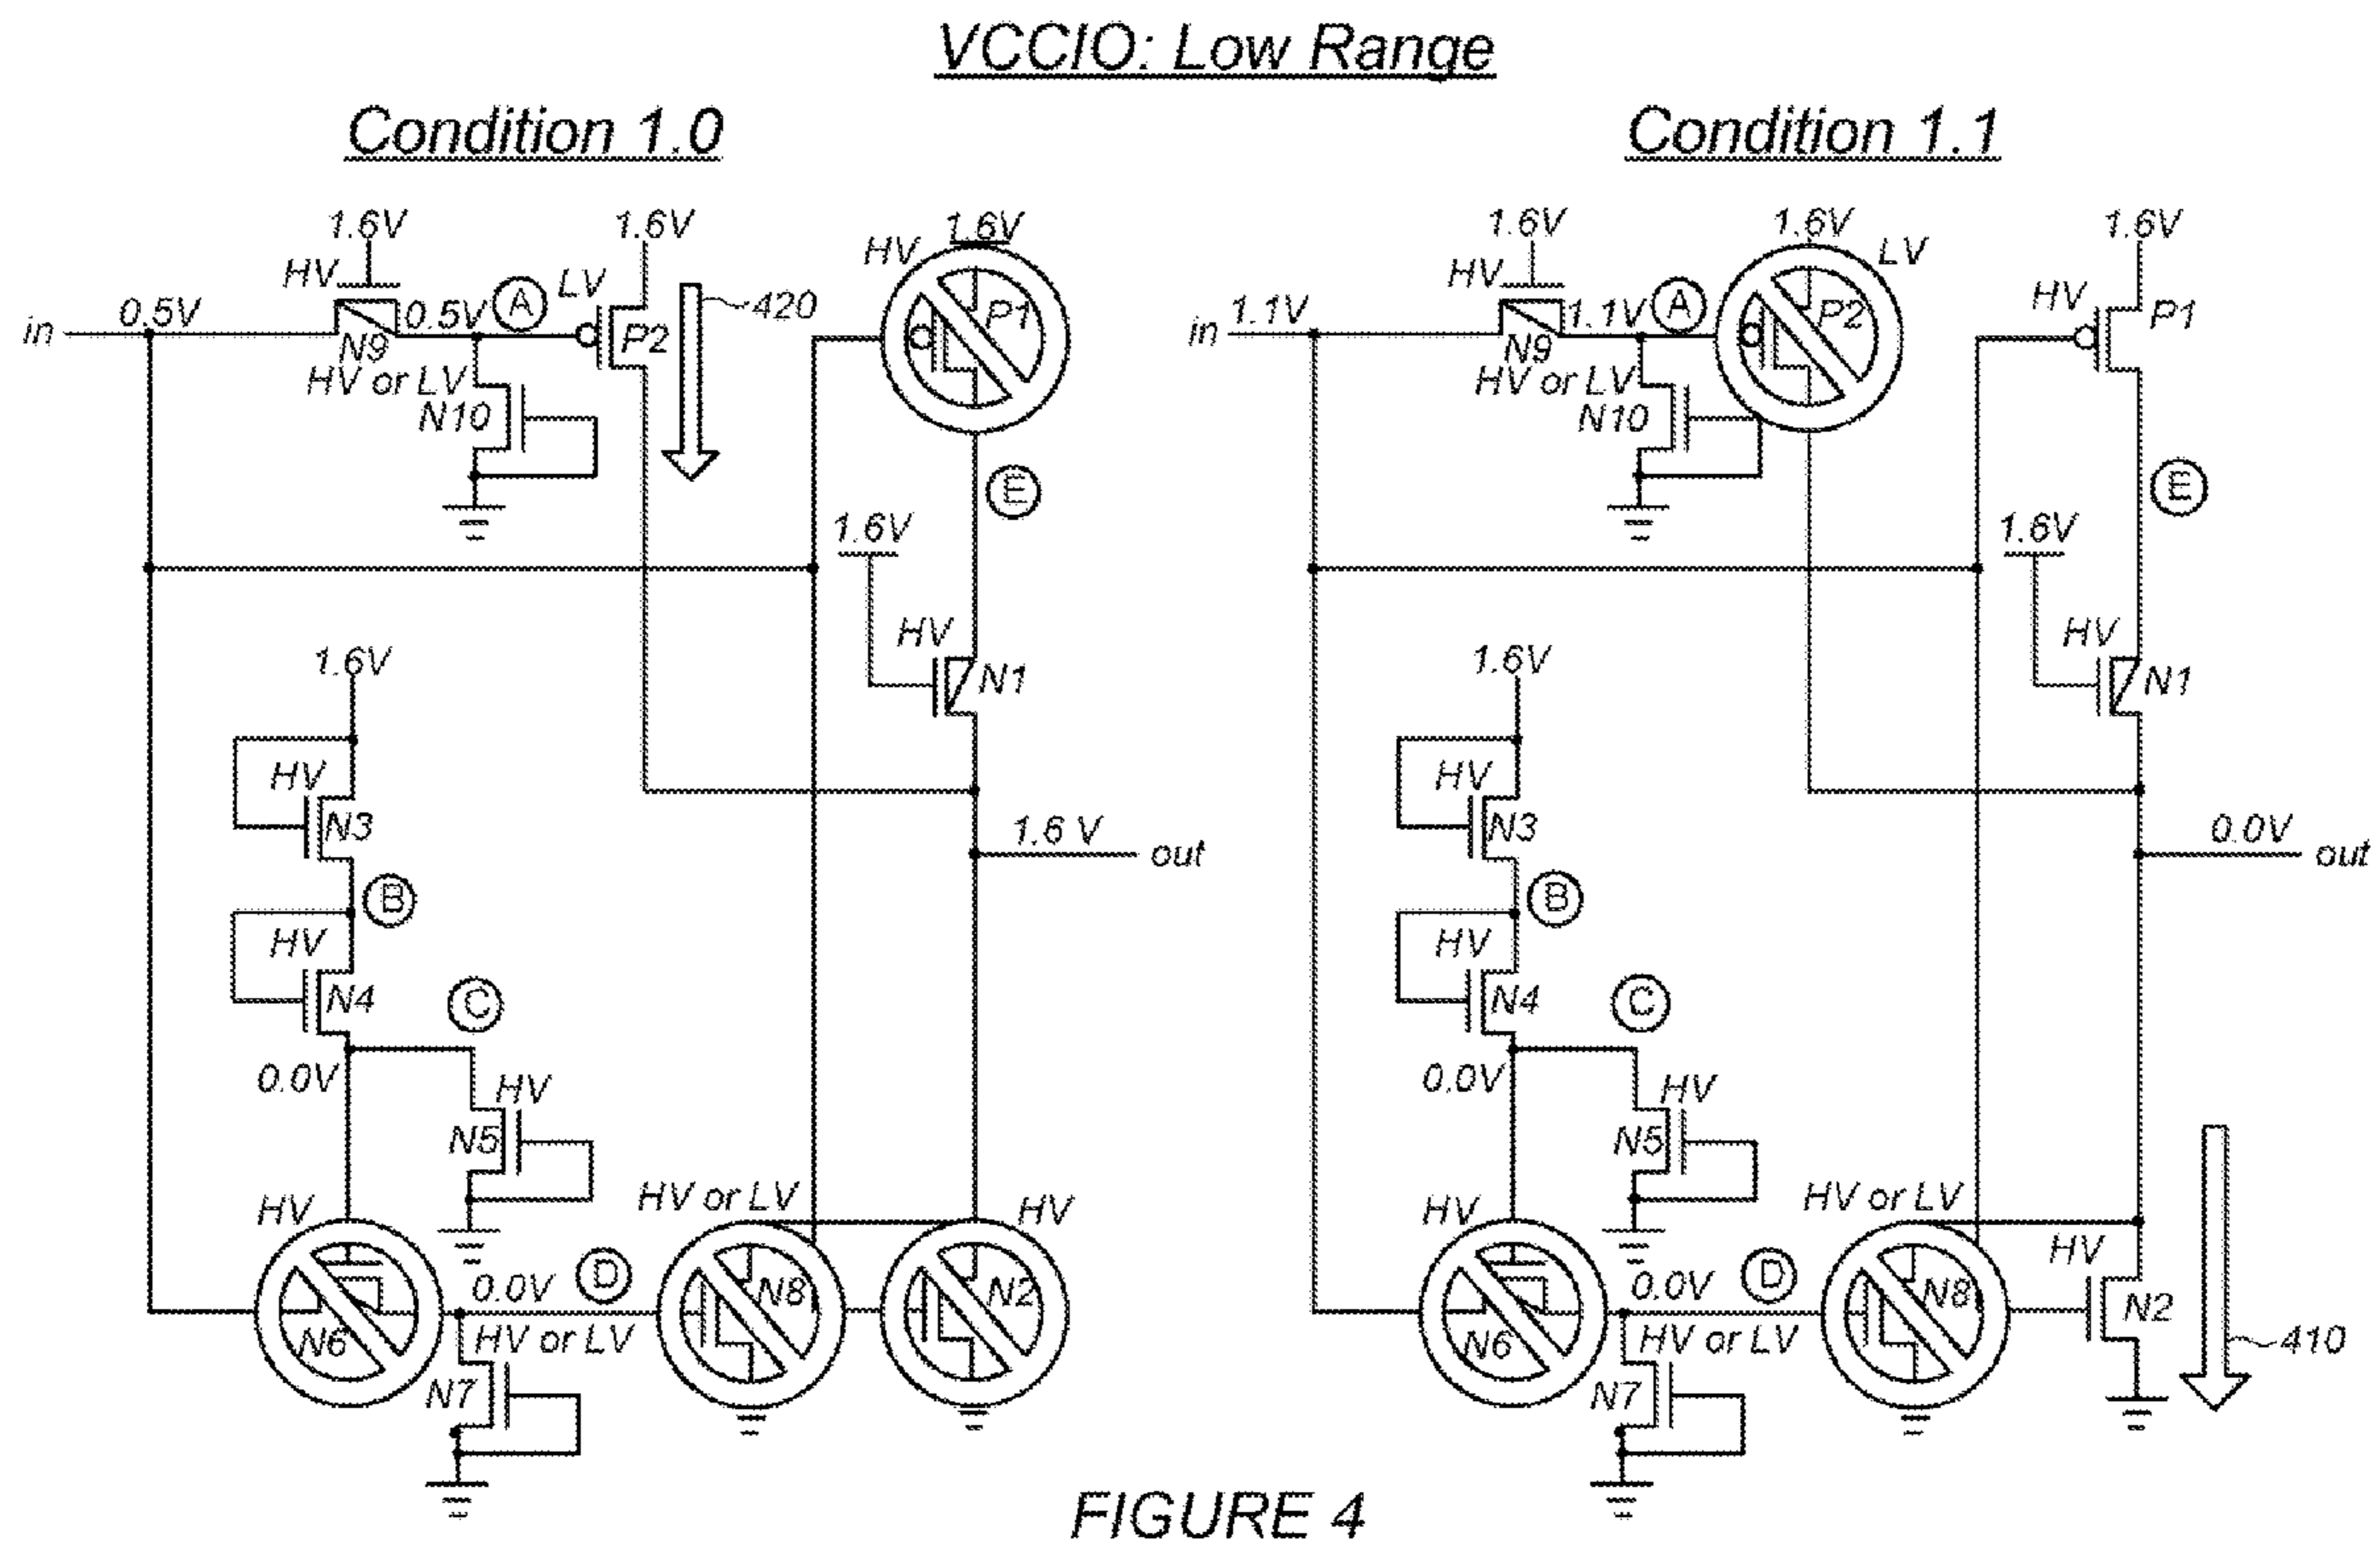 VCCIO: Low Range
Condition 1.0
1.6V
1.6V
1.6V
HV
LV
HV
in
0.5V
0.5V
A
N9
P2
420
P1
HV or LV
N10
E
1.6V
HV
N1
1.6V
HV
N3
1.6 V
out
B
HV
N4
C
0.0V
HV
N5
HV
HV or LV
HV
N6
0.0V
D
N8
N2
HV or LV
N7
Condition 1.1
1.6V
1.6V
1.6V
HV
LV
HV
in
1.1V
1.1V
A
N9
P2
P1
HV or LV
N10
E
1.6V
HV
N1
1.6V
HV
N3
0.0V
out
B
HV
N4
C
0.0V
HV
N5
HV
HV or LV
HV
N6
0.0V
D
N8
N2
410
HV or LV
N7
FIGURE 4